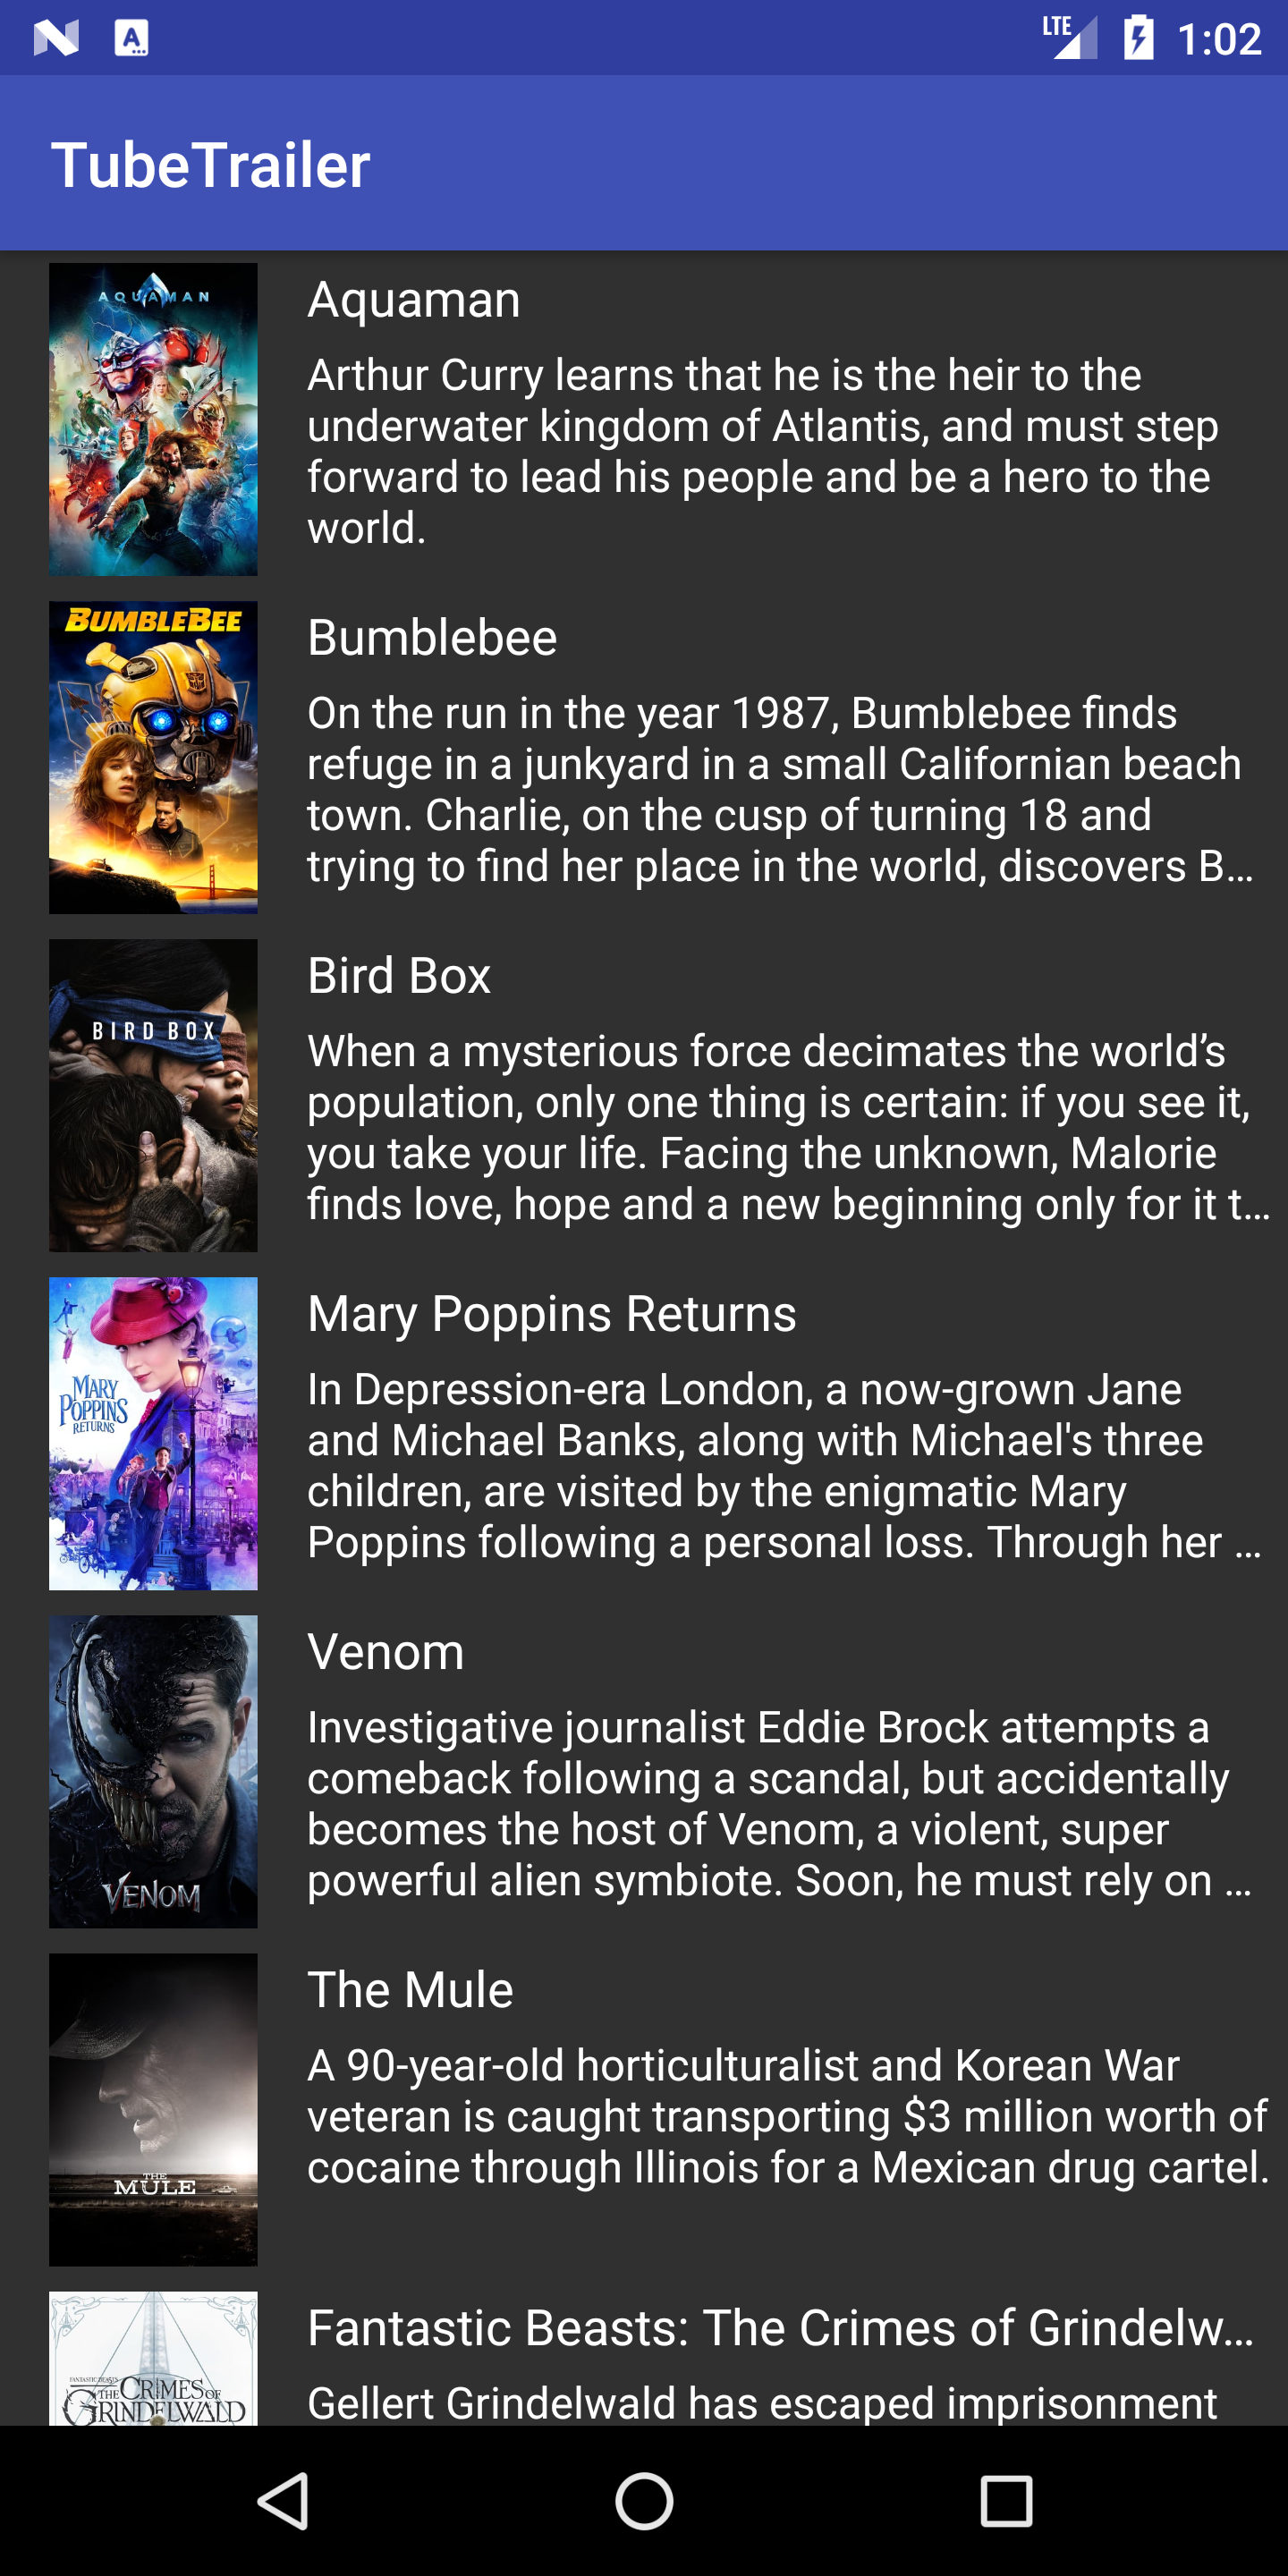 LTE 1:02
TubeTrailer
AQUAMAN
Aquaman
Arthur Curry learns that he is the heir to the
underwater kingdom of Atlantis, and must step
forward to lead his people and be a hero to the
world.
BUMBLEBEE
Bumblebee
On the run in the year 1987, Bumblebee finds
refuge in a junkyard in a small Californian beach
town. Charlie, on the cusp of turning 18 and
trying to find her place in the world, discovers B…
BIRD BOX
Bird Box
When a mysterious force decimates the world’s
population, only one thing is certain: if you see it,
you take your life. Facing the unknown, Malorie
finds love, hope and a new beginning only for it t…
MARY
POPPINS
RETURNS
Mary Poppins Returns
In Depression-era London, a now-grown Jane
and Michael Banks, along with Michael's three
children, are visited by the enigmatic Mary
Poppins following a personal loss. Through her …
VENOM
Venom
Investigative journalist Eddie Brock attempts a
comeback following a scandal, but accidentally
becomes the host of Venom, a violent, super
powerful alien symbiote. Soon, he must rely on …
THE
MULE
The Mule
A 90-year-old horticulturalist and Korean War
veteran is caught transporting $3 million worth of
cocaine through Illinois for a Mexican drug cartel.
FANTASTIC BEASTS
THE CRIMES OF
GRINDELWALD
Fantastic Beasts: The Crimes of Grindelw…
Gellert Grindelwald has escaped imprisonment